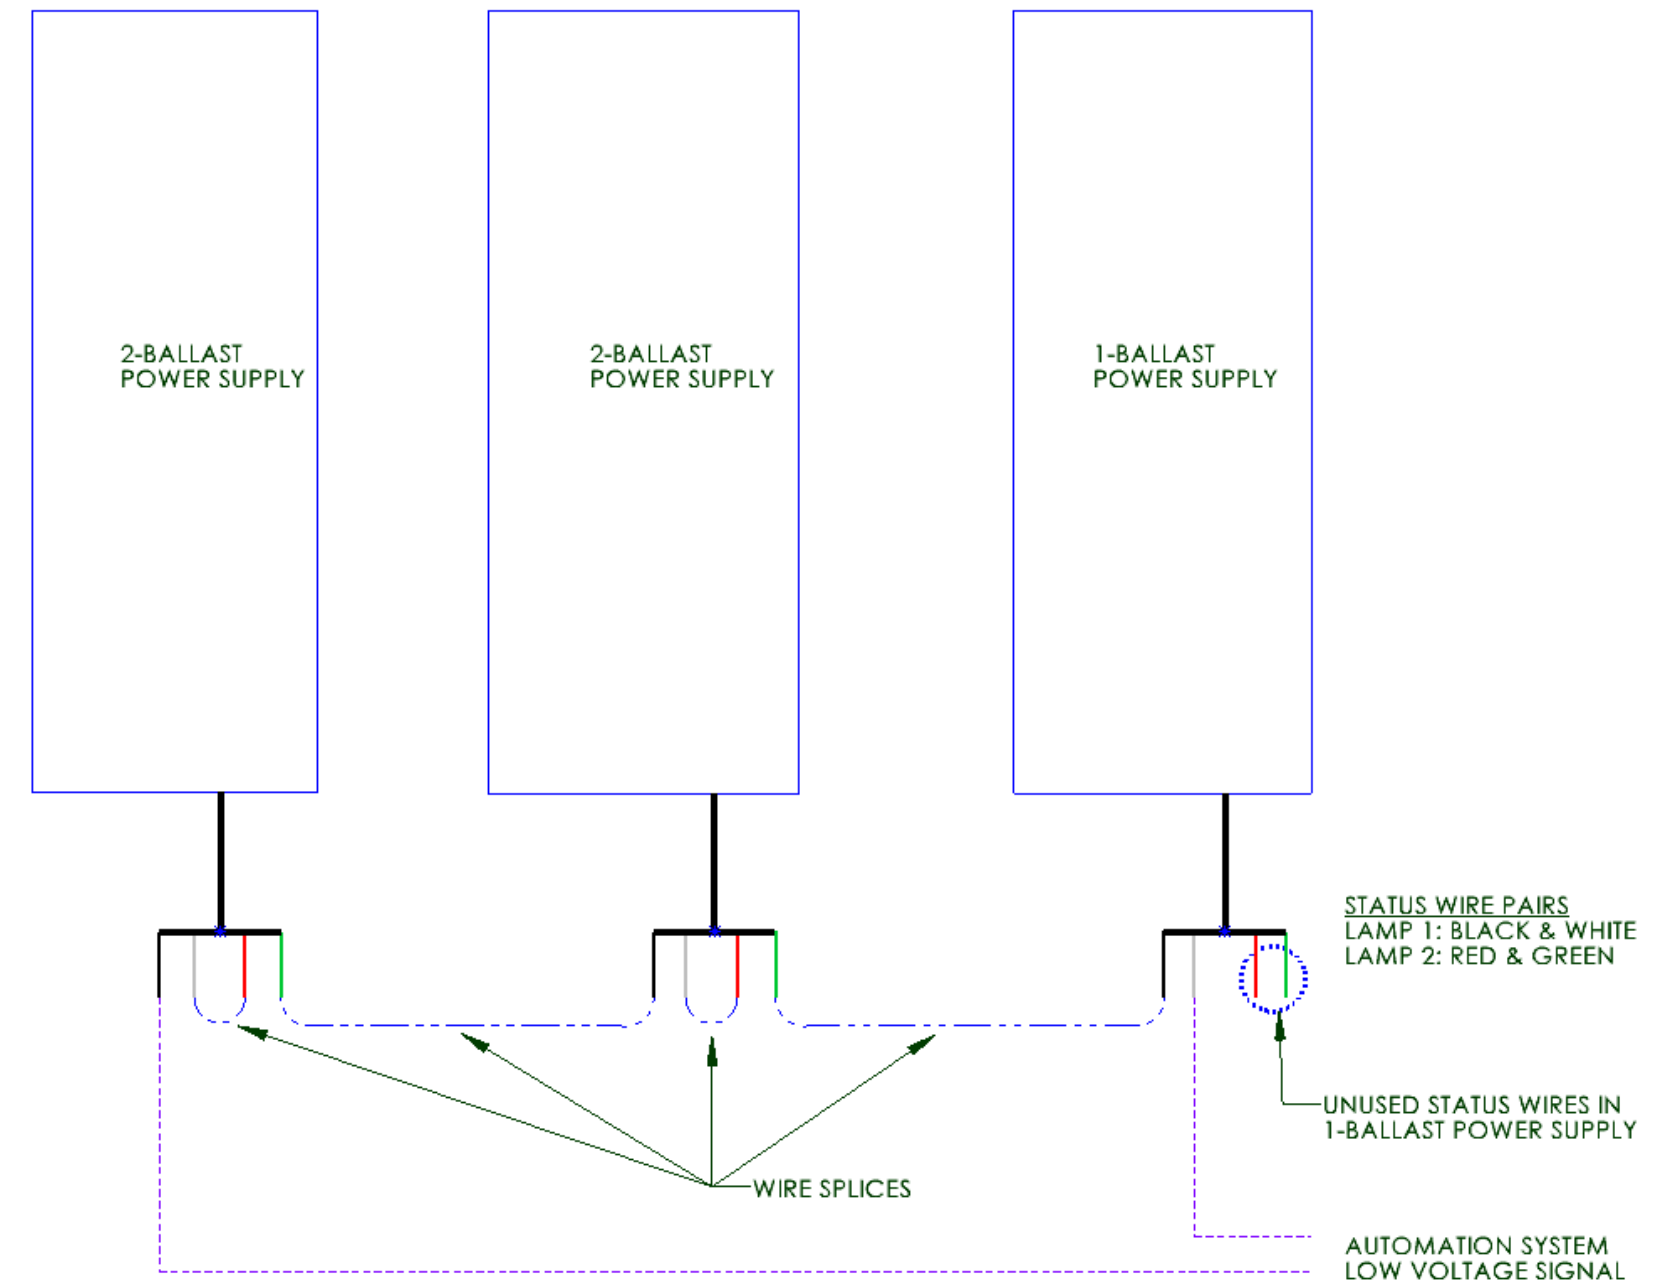 2-BALLAST
POWER SUPPLY
2-BALLAST
POWER SUPPLY
1-BALLAST
POWER SUPPLY
STATUS WIRE PAIRS
LAMP 1: BLACK & WHITE
LAMP 2: RED & GREEN
UNUSED STATUS WIRES IN
1-BALLAST POWER SUPPLY
WIRE SPLICES
AUTOMATION SYSTEM
LOW VOLTAGE SIGNAL